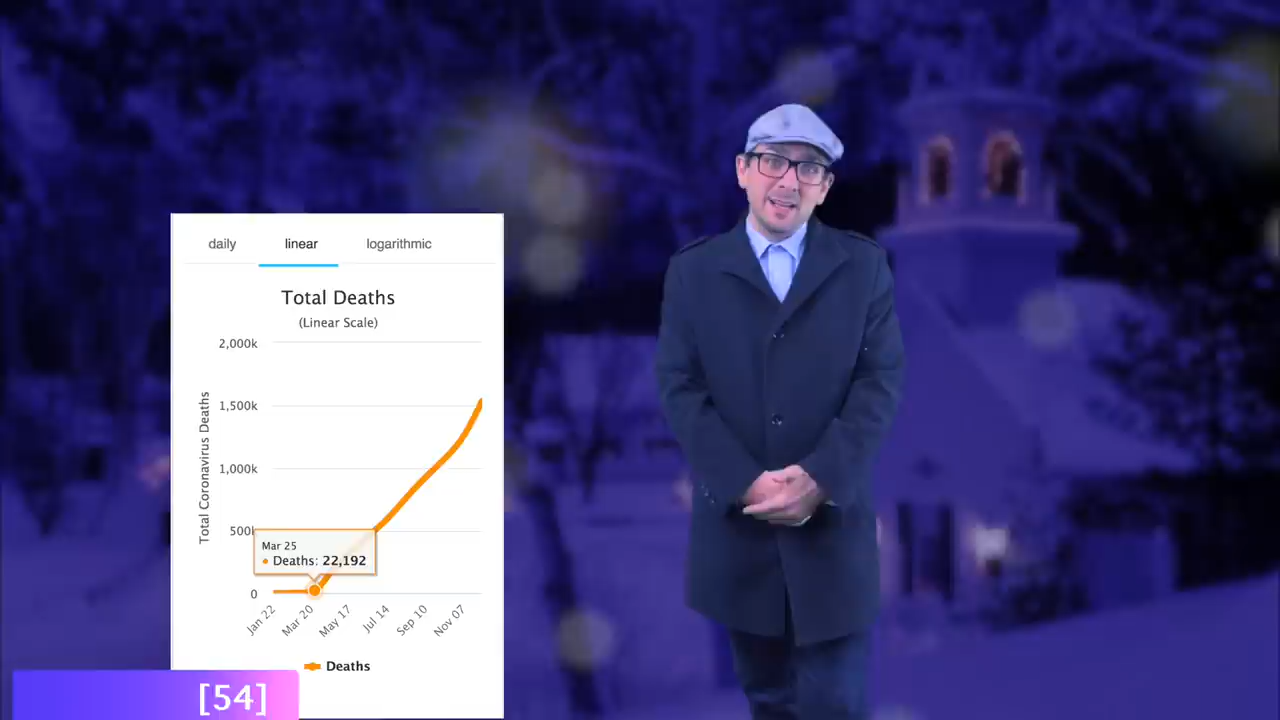 daily linear logarithmic
Total Deaths
(Linear Scale)
Total Coronavirus Deaths
2,000k
1,500k
1,000k
500k
0
Mar 25
Deaths: 22,192
Jan 22 Mar 20 May 17 Jul 14 Sep 10 Nov 07
Deaths
[54]